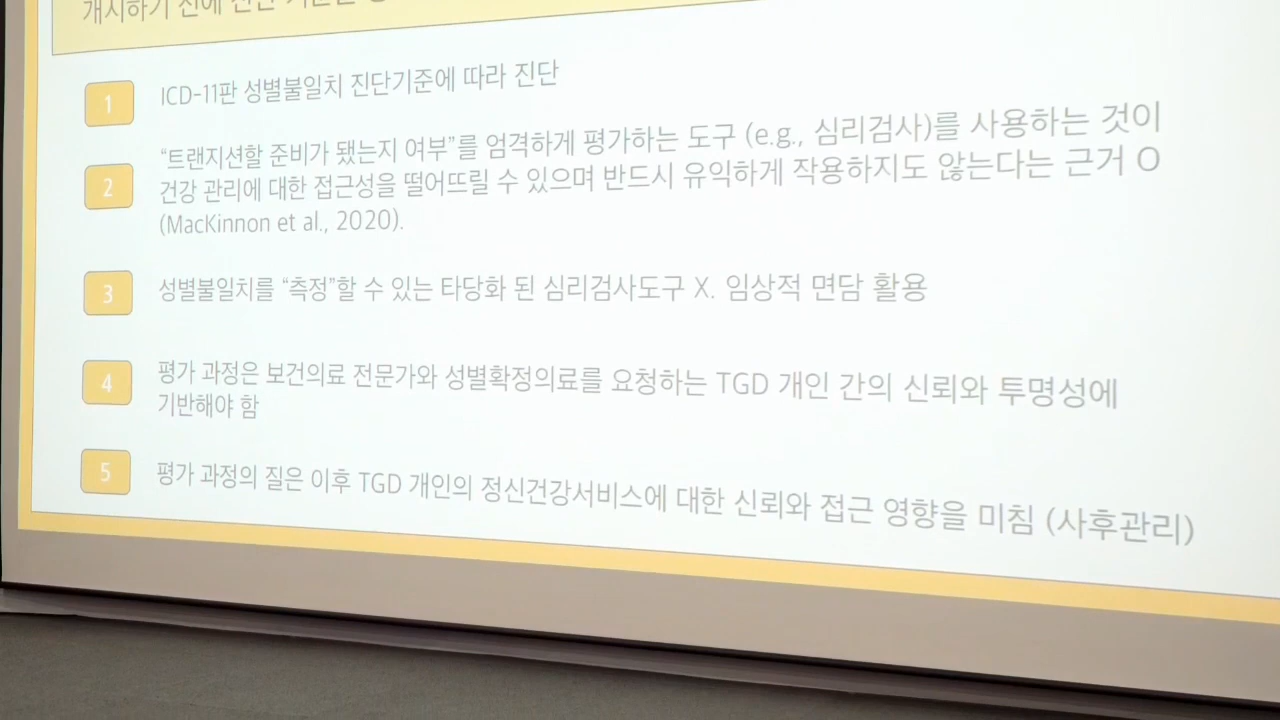 개시하기 전에 진단 기준을
1
ICD-11판 성별불일치 진단기준에 따라 진단
2
“트랜지션할 준비가 됐는지 여부”를 엄격하게 평가하는 도구 (e.g., 심리검사)를 사용하는 것이
건강 관리에 대한 접근성을 떨어뜨릴 수 있으며 반드시 유익하게 작용하지도 않는다는 근거 O
(MacKinnon et al., 2020).
3
성별불일치를 “측정”할 수 있는 타당화 된 심리검사도구 X. 임상적 면담 활용
4
평가 과정은 보건의료 전문가와 성별확정의료를 요청하는 TGD 개인 간의 신뢰와 투명성에
기반해야 함
5
평가 과정의 질은 이후 TGD 개인의 정신건강서비스에 대한 신뢰와 접근 영향을 미침 (사후관리)